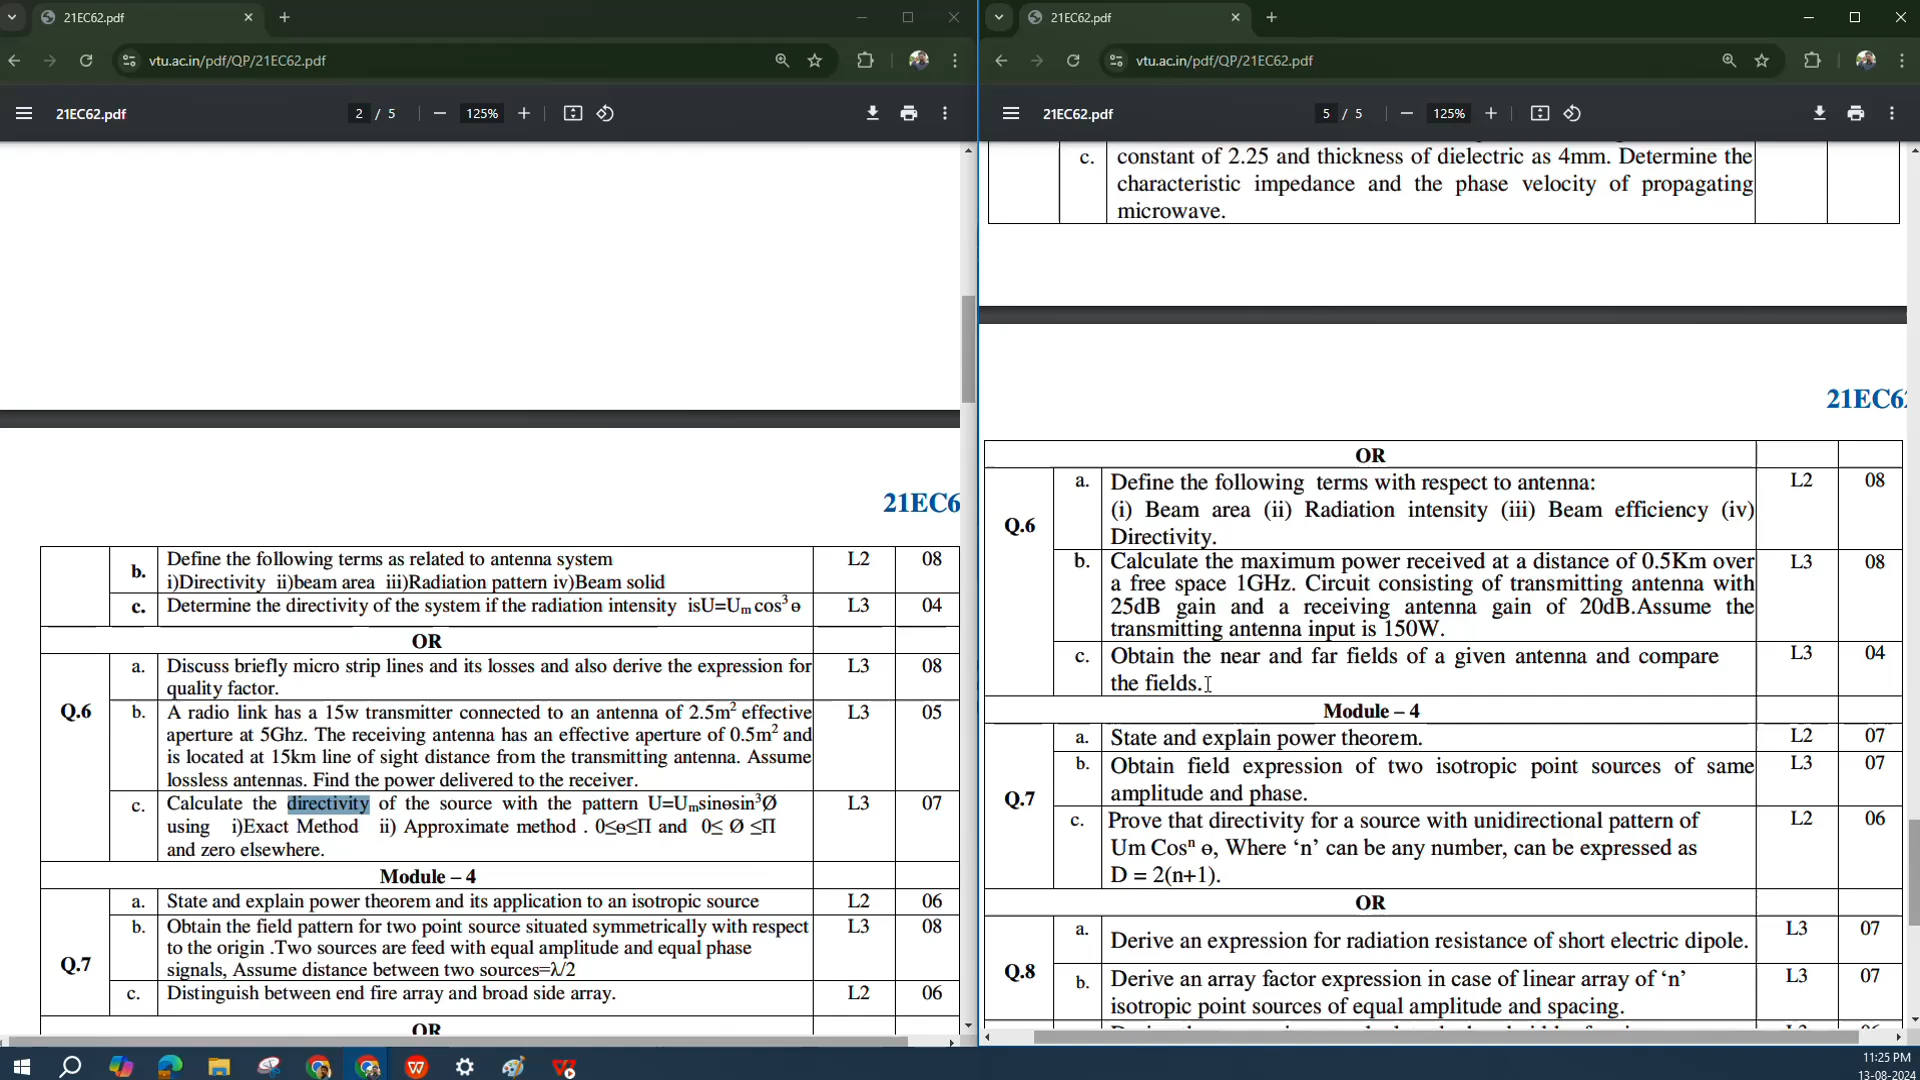 21EC62.pdf
vtu.ac.in/pdf/QP/21EC62.pdf
21EC62.pdf
2 / 5
125%
21EC6
b.
Define the following terms as related to antenna system
i)Directivity ii)beam area iii)Radiation pattern iv)Beam solid
L2
08
c.
Determine the directivity of the system if the radiation intensity isU=Um cos³ɵ
L3
04
OR
Q.6
a.
Discuss briefly micro strip lines and its losses and also derive the expression for
quality factor.
L3
08
b.
A radio link has a 15w transmitter connected to an antenna of 2.5m² effective
aperture at 5Ghz. The receiving antenna has an effective aperture of 0.5m² and
is located at 15km line of sight distance from the transmitting antenna. Assume
lossless antennas. Find the power delivered to the receiver.
L3
05
c.
Calculate the directivity of the source with the pattern U=Umsinɵsin³Ø
using i)Exact Method ii) Approximate method . 0≤ɵ≤Π and 0≤ Ø ≤Π
and zero elsewhere.
L3
07
Module – 4
Q.7
a.
State and explain power theorem and its application to an isotropic source
L2
06
b.
Obtain the field pattern for two point source situated symmetrically with respect
to the origin .Two sources are feed with equal amplitude and equal phase
signals, Assume distance between two sources=λ/2
L3
08
c.
Distinguish between end fire array and broad side array.
L2
06
OR
21EC62.pdf
vtu.ac.in/pdf/QP/21EC62.pdf
21EC62.pdf
5 / 5
125%
c.
constant of 2.25 and thickness of dielectric as 4mm. Determine the
characteristic impedance and the phase velocity of propagating
microwave.
21EC62
OR
Q.6
a.
Define the following terms with respect to antenna:
(i) Beam area (ii) Radiation intensity (iii) Beam efficiency (iv)
Directivity.
L2
08
b.
Calculate the maximum power received at a distance of 0.5Km over
a free space 1GHz. Circuit consisting of transmitting antenna with
25dB gain and a receiving antenna gain of 20dB.Assume the
transmitting antenna input is 150W.
L3
08
c.
Obtain the near and far fields of a given antenna and compare
the fields.
L3
04
Module – 4
Q.7
a.
State and explain power theorem.
L2
07
b.
Obtain field expression of two isotropic point sources of same
amplitude and phase.
L3
07
c.
Prove that directivity for a source with unidirectional pattern of
Um Cosⁿ ɵ, Where ‘n’ can be any number, can be expressed as
D = 2(n+1).
L2
06
OR
Q.8
a.
Derive an expression for radiation resistance of short electric dipole.
L3
07
b.
Derive an array factor expression in case of linear array of ‘n’
isotropic point sources of equal amplitude and spacing.
L3
07
11:25 PM
13-08-2024